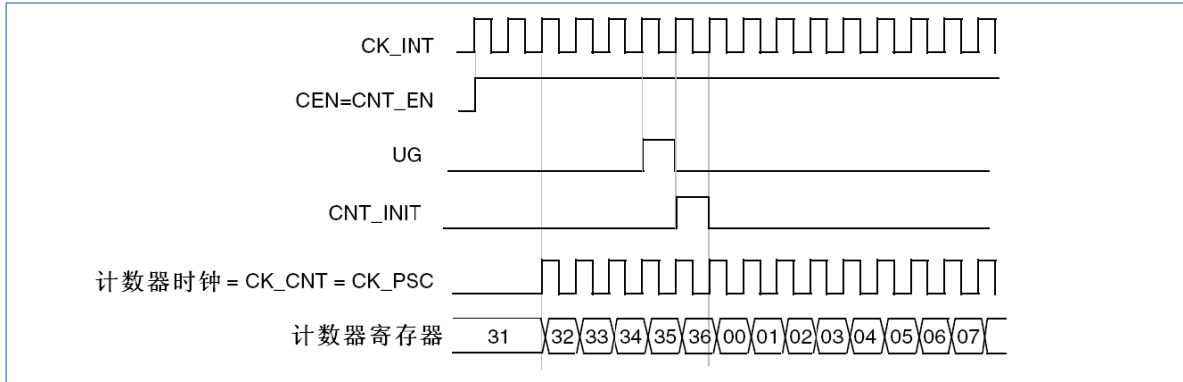 CK_INT
CEN=CNT_EN
UG
CNT_INIT
计数器时钟 = CK_CNT = CK_PSC
计数器寄存器 31 32 33 34 35 36 00 01 02 03 04 05 06 07